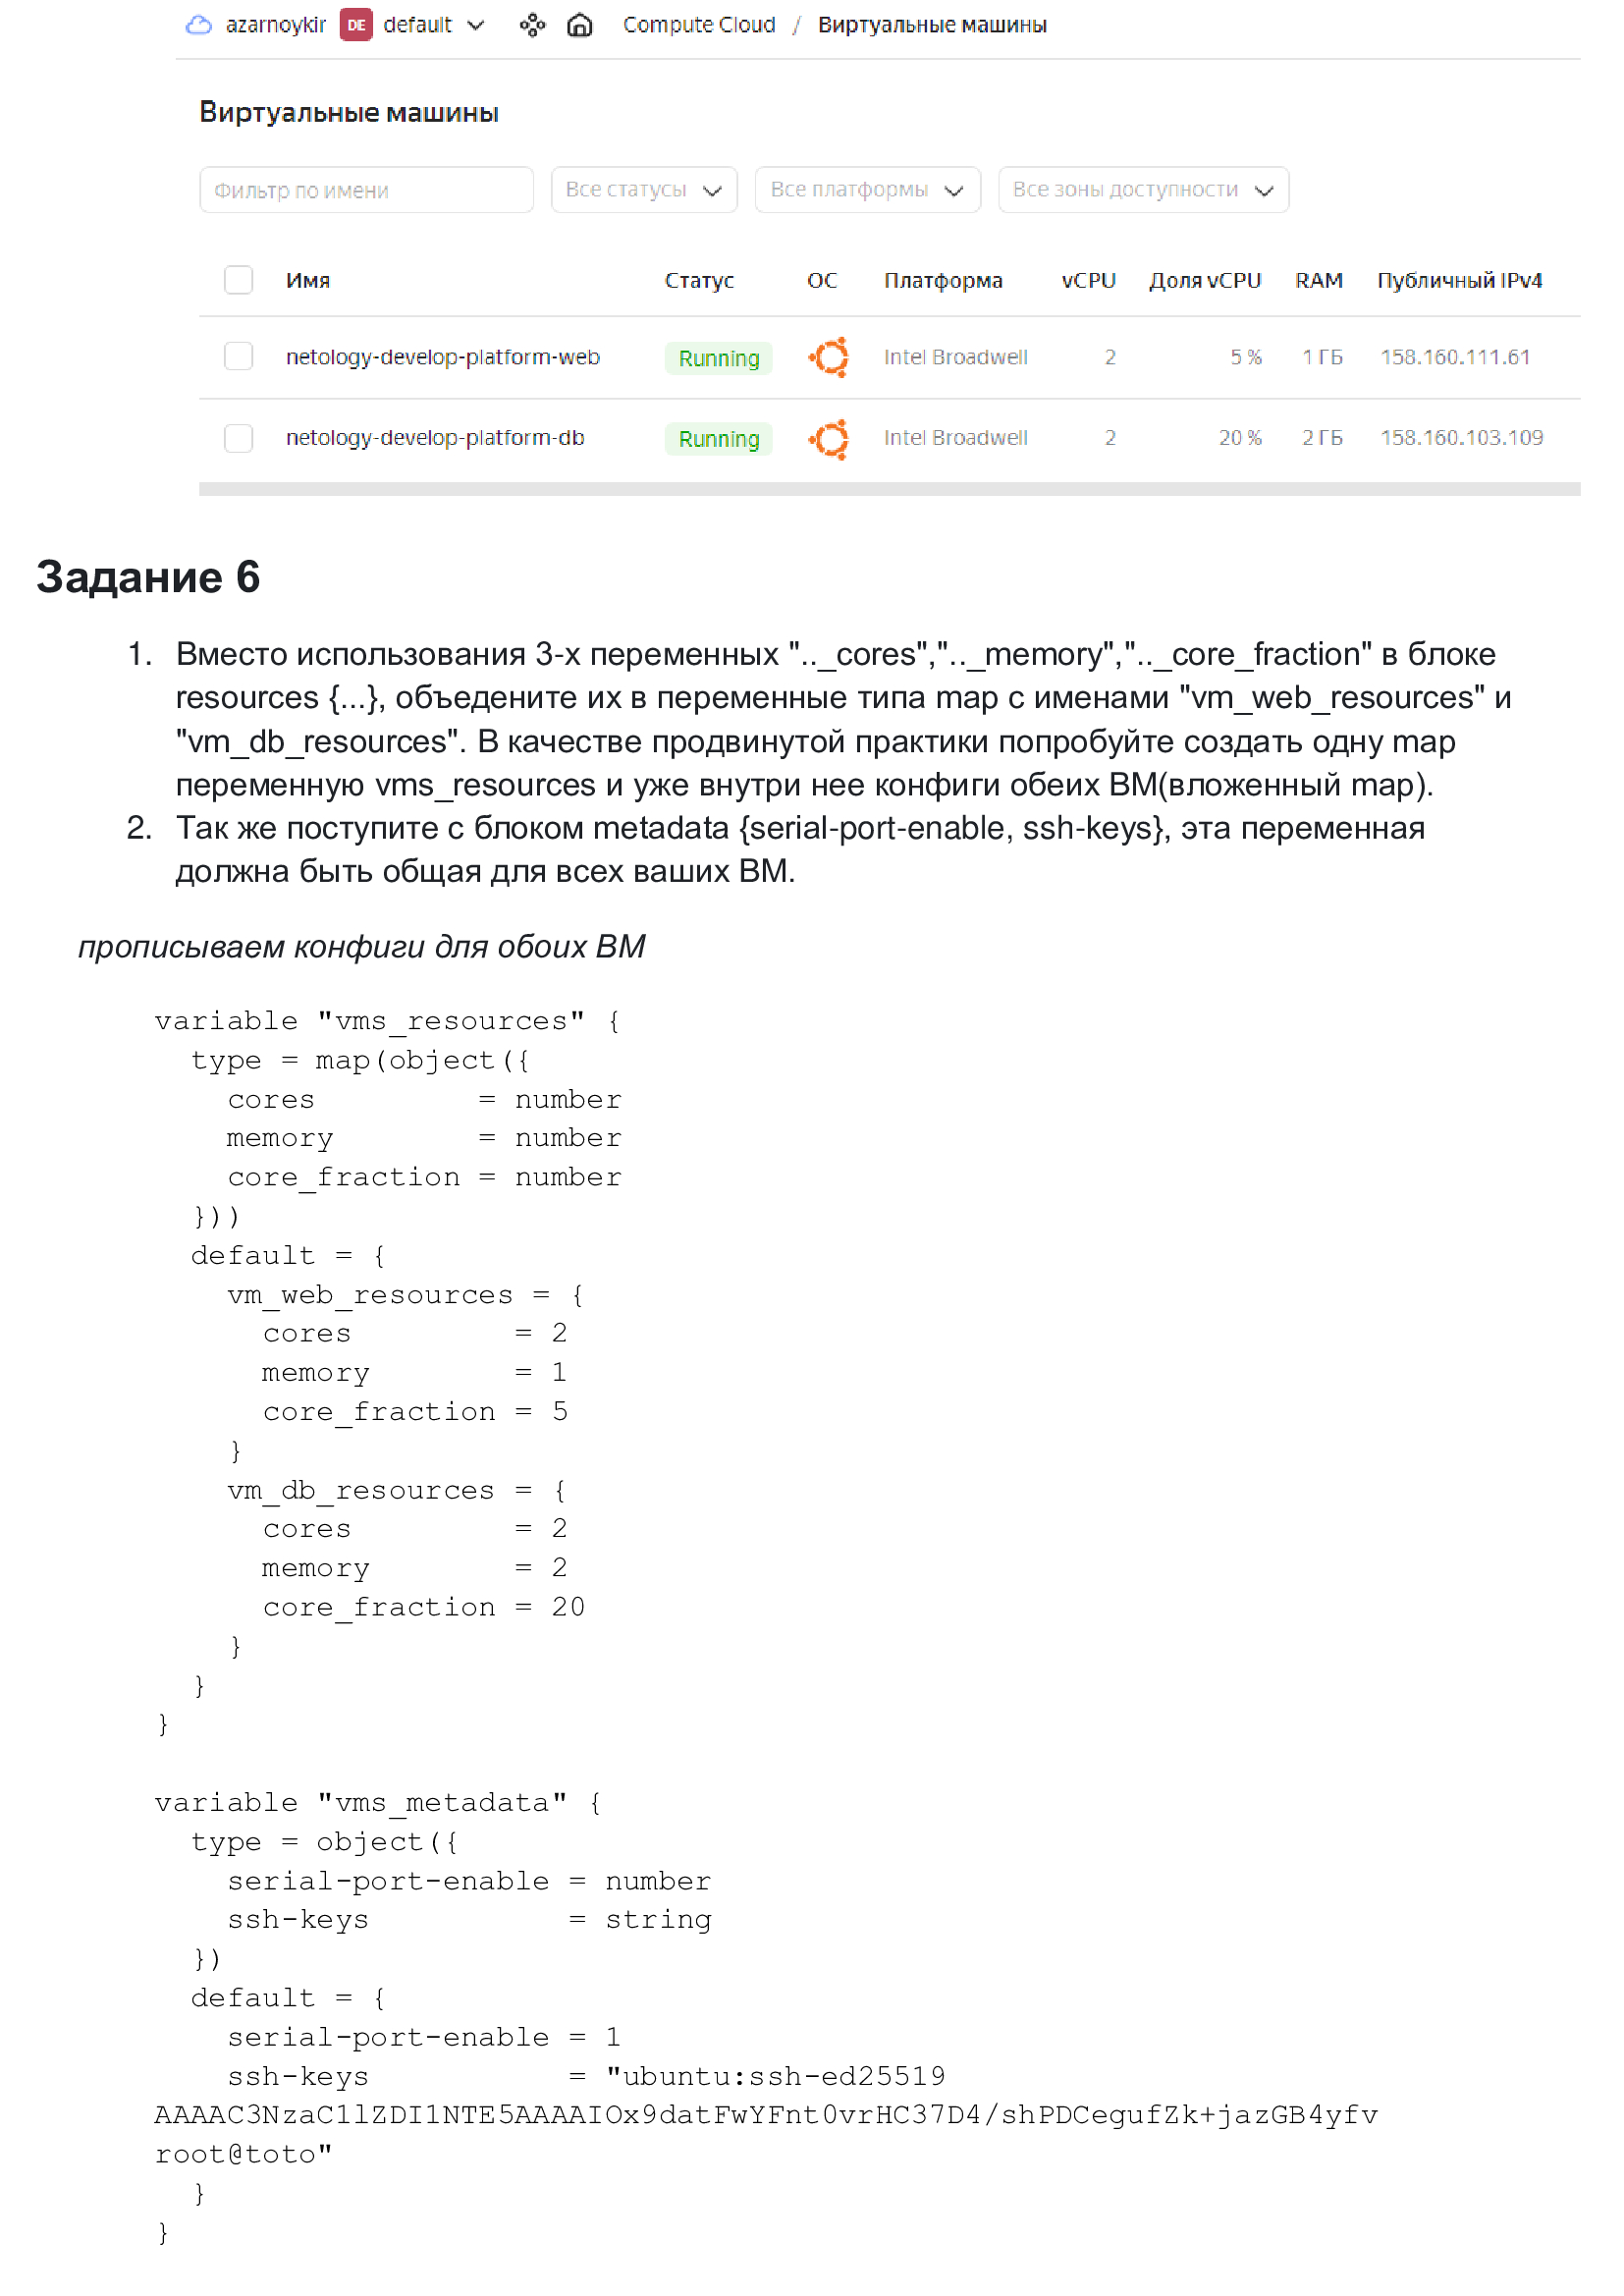 azarnoykir DE default Compute Cloud / Виртуальные машины
Виртуальные машины
Фильтр по имени Все статусы Все платформы Все зоны доступности
Имя Статус ОС Платформа vCPU Доля vCPU RAM Публичный IPv4
netology-develop-platform-web Running Intel Broadwell 2 5 % 1 ГБ 158.160.111.61
netology-develop-platform-db Running Intel Broadwell 2 20 % 2 ГБ 158.160.103.109
Задание 6
1. Вместо использования 3-х переменных ".._cores",".._memory",".._core_fraction" в блоке
resources {...}, объедените их в переменные типа map с именами "vm_web_resources" и
"vm_db_resources". В качестве продвинутой практики попробуйте создать одну map
переменную vms_resources и уже внутри нее конфиги обеих ВМ(вложенный map).
2. Так же поступите с блоком metadata {serial-port-enable, ssh-keys}, эта переменная
должна быть общая для всех ваших ВМ.
прописываем конфиги для обоих ВМ
variable "vms_resources" {
  type = map(object({
    cores         = number
    memory        = number
    core_fraction = number
  }))
  default = {
    vm_web_resources = {
      cores         = 2
      memory        = 1
      core_fraction = 5
    }
    vm_db_resources = {
      cores         = 2
      memory        = 2
      core_fraction = 20
    }
  }
}
variable "vms_metadata" {
  type = object({
    serial-port-enable = number
    ssh-keys           = string
  })
  default = {
    serial-port-enable = 1
    ssh-keys           = "ubuntu:ssh-ed25519
AAAAC3NzaC1lZDI1NTE5AAAAIOx9datFwYFnt0vrHC37D4/shPDCegufZk+jazGB4yfv
root@toto"
  }
}